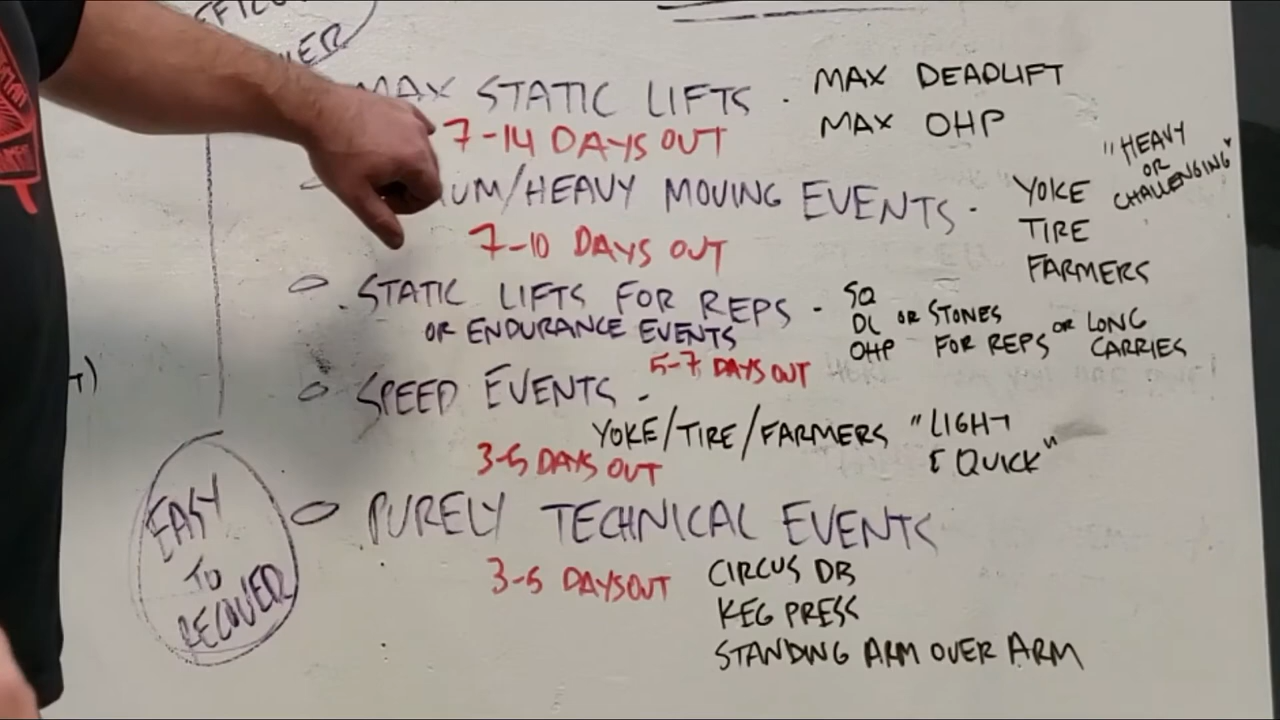 MAX STATIC LIFTS - MAX DEADLIFT
MAX OHP
7-14 DAYS OUT
/HEAVY MOVING EVENTS - YOKE
TIRE
FARMERS
"HEAVY
OR
CHALLENGING"
7-10 DAYS OUT
STATIC LIFTS FOR REPS - SQ
OR ENDURANCE EVENTS
DL OR STONES
OHP FOR REPS OR LONG
CARRIES
5-7 DAYS OUT
SPEED EVENTS -
YOKE/TIRE/FARMERS "LIGHT
& QUICK"
3-5 DAYS OUT
PURELY TECHNICAL EVENTS
3-5 DAYS OUT
CIRCUS DB
KEG PRESS
STANDING ARM OVER ARM
EASY
TO
RECOVER